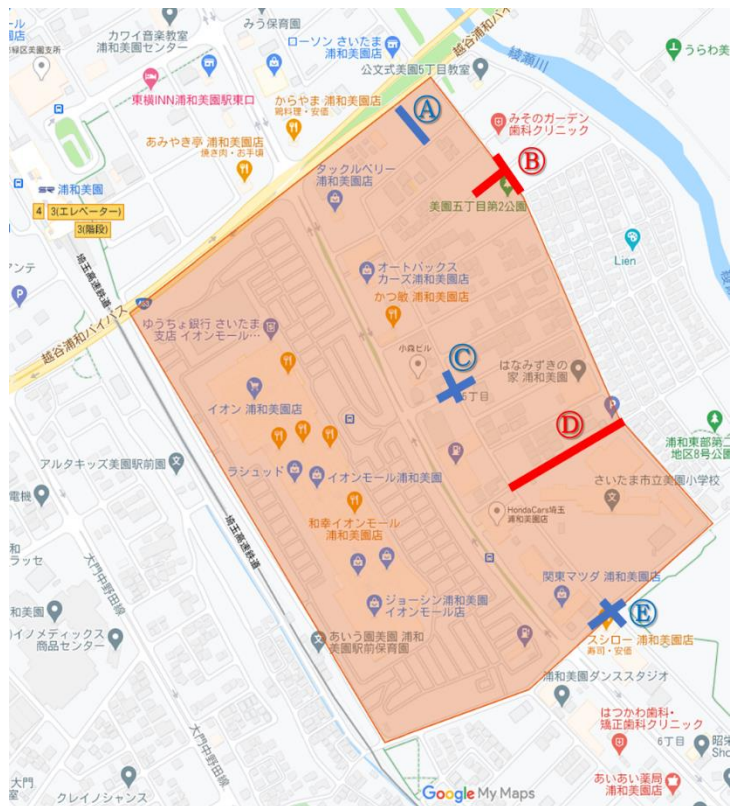 カワイ音楽教室
浦和美園センター
みう保育園
ローソン さいたま
浦和美園店
越谷浦和バイパス
公文式美園5丁目教室
綾瀬川
うらわ美
緑区美園支所
東横INN浦和美園駅東口
からやま 浦和美園店
鶏料理・安価
Ⓐ
みそのガーデン
歯科クリニック
あみやき亭 浦和美園店
焼き肉・お手頃
タックルベリー
浦和美園店
Ⓑ
美園五丁目第2公園
SR 浦和美園
4
3(エレベーター)
3(階段)
Lien
アンテ
オートバックス
カーズ浦和美園店
かつ敏 浦和美園店
越谷浦和バイパス
463
ゆうちょ銀行 さいたま
支店 イオンモール…
小森ビル
Ⓒ
5丁目
はなみずきの
家 浦和美園
イオン 浦和美園店
Ⓓ
浦和東部第二
地区8号公園
アルタキッズ美園駅前園
ラシュッド
イオンモール浦和美園
さいたま市立美園小学校
電機
和幸イオンモール
浦和美園店
HondaCars埼玉
浦和美園店
埼玉高速鉄道
和
ラッセ
大門中野田線
関東マツダ 浦和美園店
Ⓔ
和美園
ジョーシン浦和美園
イオンモール店
スシロー 浦和美園店
寿司・安価
)イノメディックス
商品センター
あいう園美園 浦和
美園駅前保育園
浦和美園ダンススタジオ
はつかわ歯科・
矯正歯科クリニック
大門中野田線
6丁目
昭栄
Sho
大門
室
クレイノシャンス
Google My Maps
あいあい薬局
浦和美園店